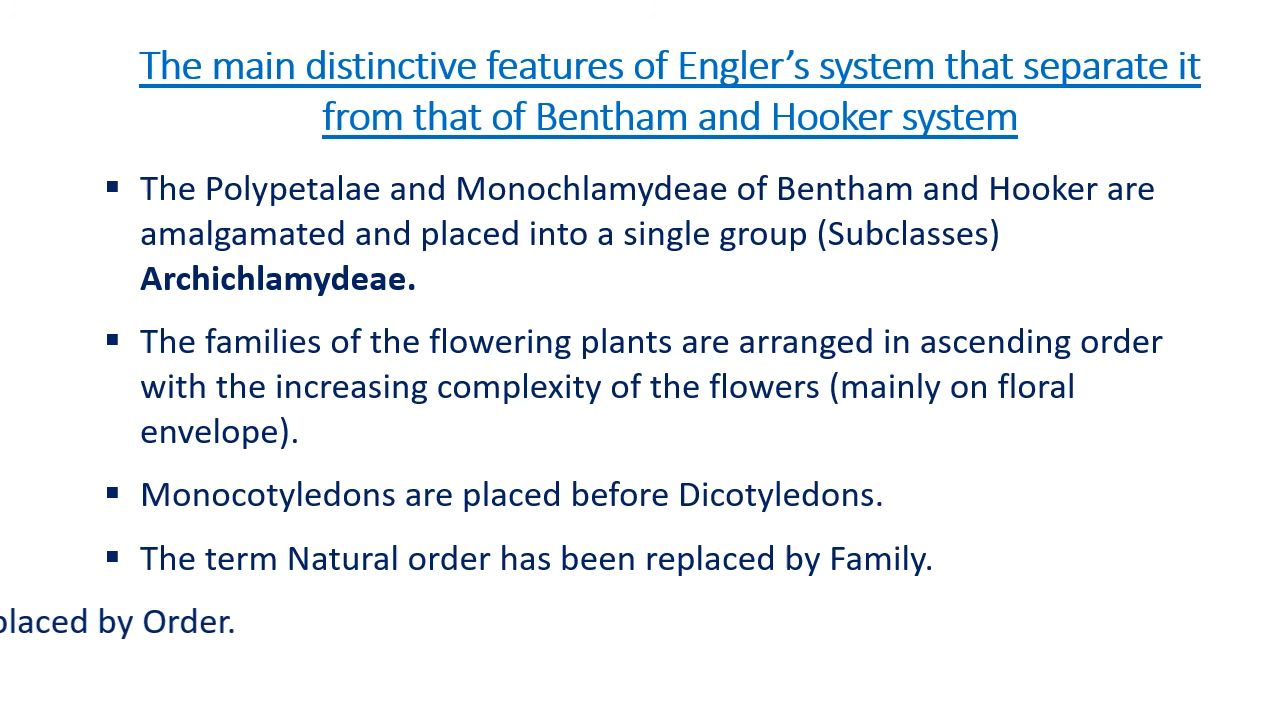 The main distinctive features of Engler’s system that separate it
from that of Bentham and Hooker system
▪ The Polypetalae and Monochlamydeae of Bentham and Hooker are
amalgamated and placed into a single group (Subclasses)
Archichlamydeae.
▪ The families of the flowering plants are arranged in ascending order
with the increasing complexity of the flowers (mainly on floral
envelope).
▪ Monocotyledons are placed before Dicotyledons.
▪ The term Natural order has been replaced by Family.
placed by Order.